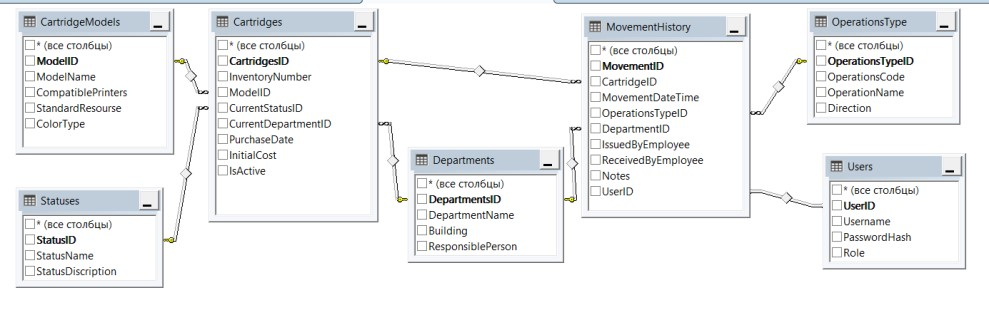 CartridgeModels
* (все столбцы)
ModelID
ModelName
CompatiblePrinters
StandardResourse
ColorType
Cartridges
* (все столбцы)
CartridgesID
InventoryNumber
ModelID
CurrentStatusID
CurrentDepartmentID
PurchaseDate
InitialCost
IsActive
MovementHistory
* (все столбцы)
MovementID
CartridgeID
MovementDateTime
OperationsTypeID
DepartmentID
IssuedByEmployee
ReceivedByEmployee
Notes
UserID
OperationsType
* (все столбцы)
OperationsTypeID
OperationsCode
OperationName
Direction
Statuses
* (все столбцы)
StatusID
StatusName
StatusDiscription
Departments
* (все столбцы)
DepartmentsID
DepartmentName
Building
ResponsiblePerson
Users
* (все столбцы)
UserID
Username
PasswordHash
Role